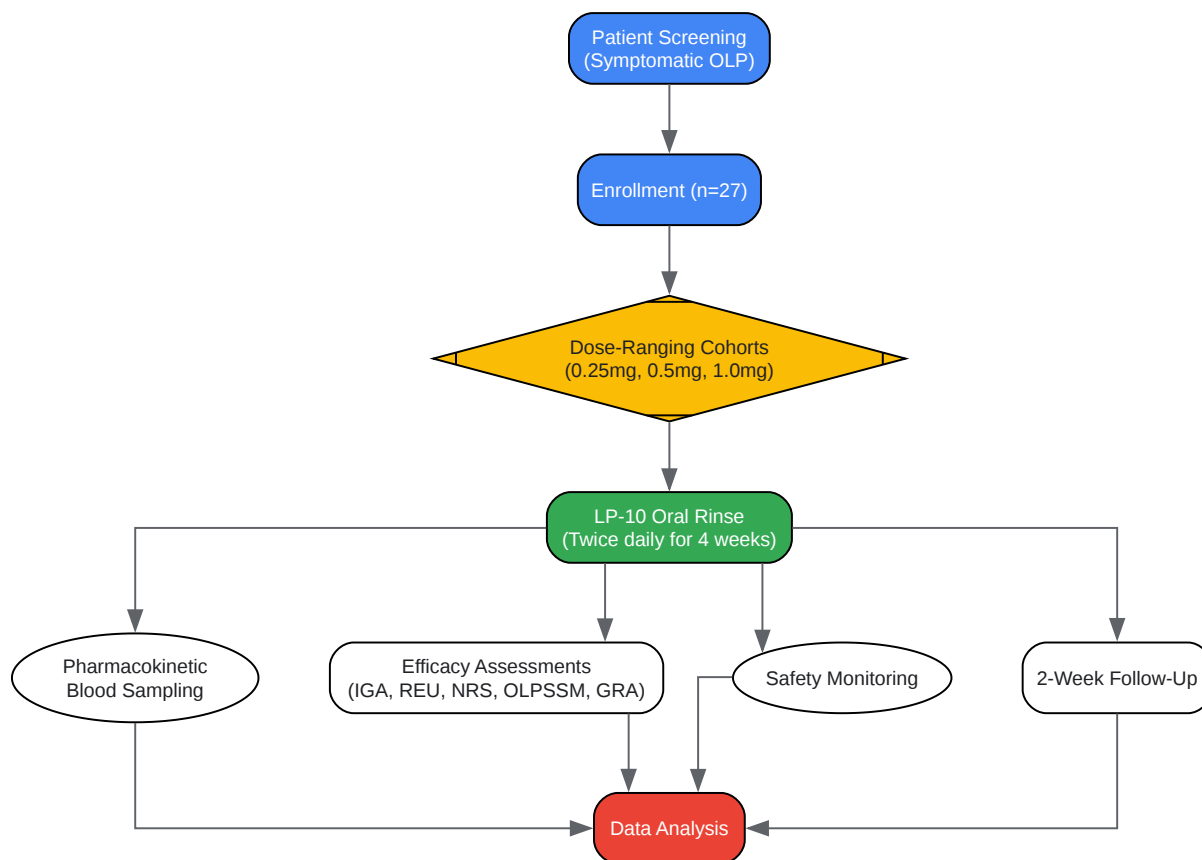 Patient Screening
(Symptomatic OLP)
Enrollment (n=27)
Dose-Ranging Cohorts
(0.25mg, 0.5mg, 1.0mg)
LP-10 Oral Rinse
(Twice daily for 4 weeks)
Pharmacokinetic
Blood Sampling
Efficacy Assessments
(IGA, REU, NRS, OLPSSM, GRA)
Safety Monitoring
2-Week Follow-Up
Data Analysis